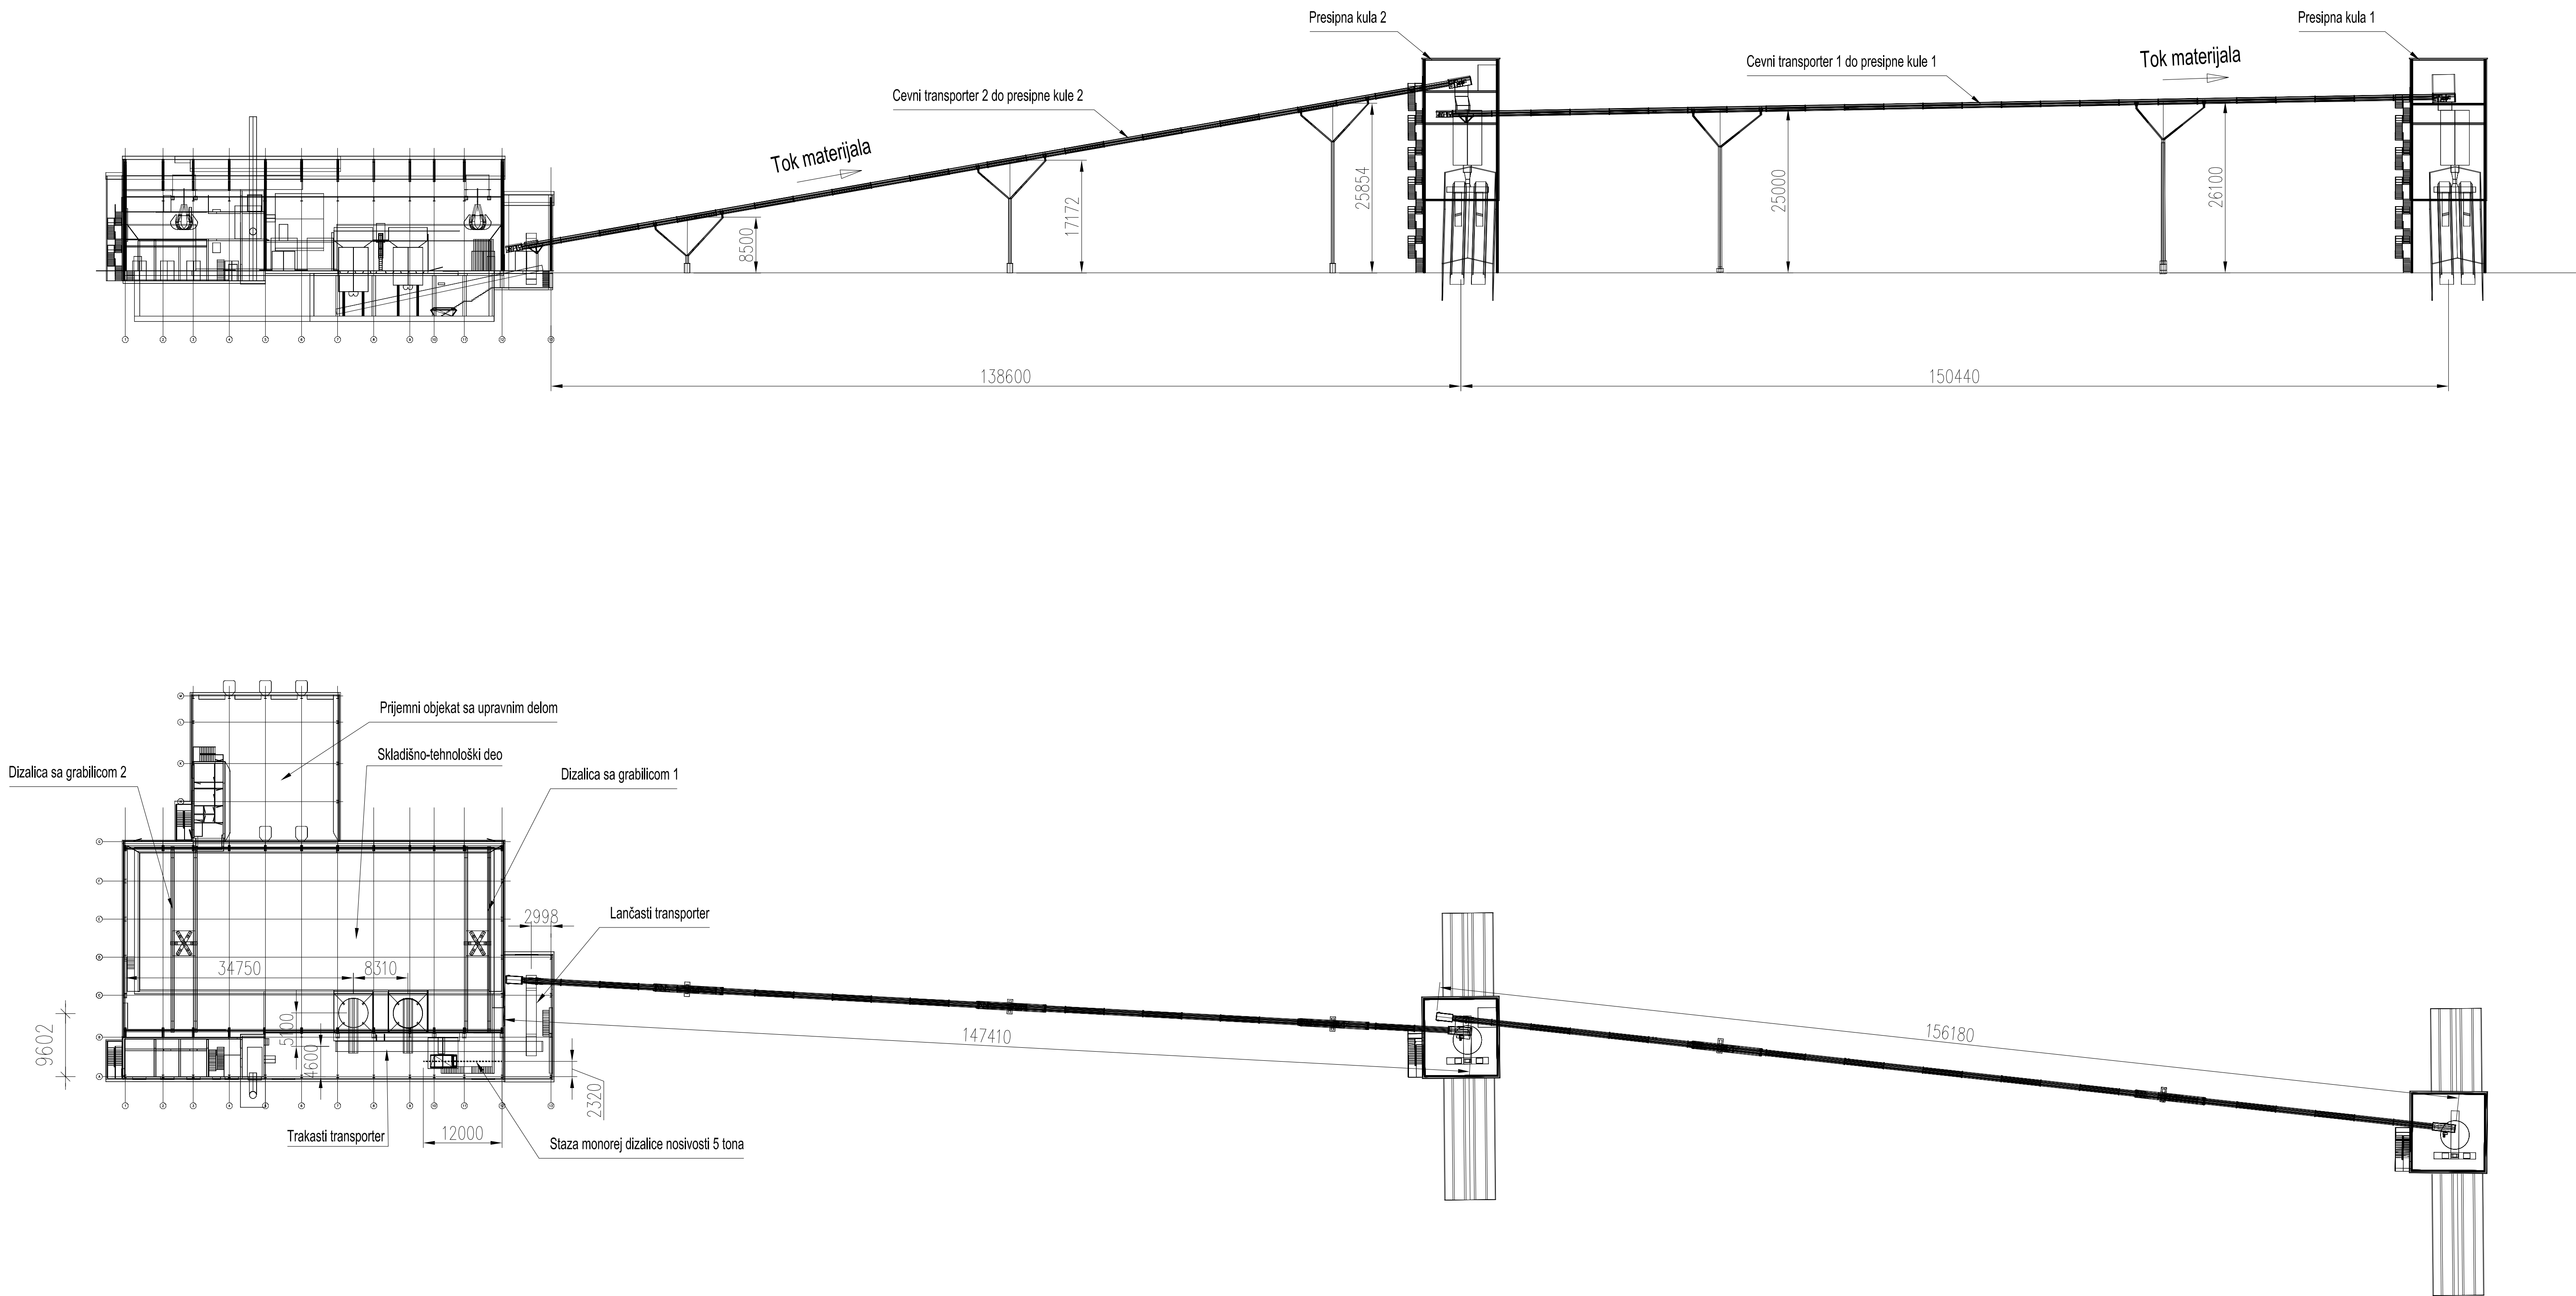 Presipna kula 2
Presipna kula 1
Tok materijala
Cevni transporter 1 do presipne kule 1
Cevni transporter 2 do presipne kule 2
Tok materijala
8500
17172
25854
25000
26100
138600
150440
Prijemni objekat sa upravnim delom
Skladišno-tehnološki deo
Dizalica sa grabilicom 2
Dizalica sa grabilicom 1
Lančasti transporter
2998
34750
8310
5100
4600
9602
147410
156180
2320
12000
Trakasti transporter
Staza monorej dizalice nosivosti 5 tona